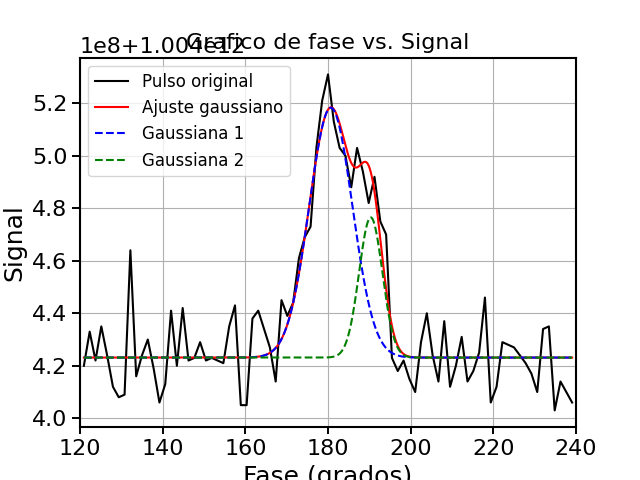 1e8+1.004e12
Grafico de fase vs. Signal
Pulso original
Ajuste gaussiano
Gaussiana 1
Gaussiana 2
5.2
5.0
4.8
4.6
4.4
4.2
4.0
Signal
120 140 160 180 200 220 240
Fase (grados)